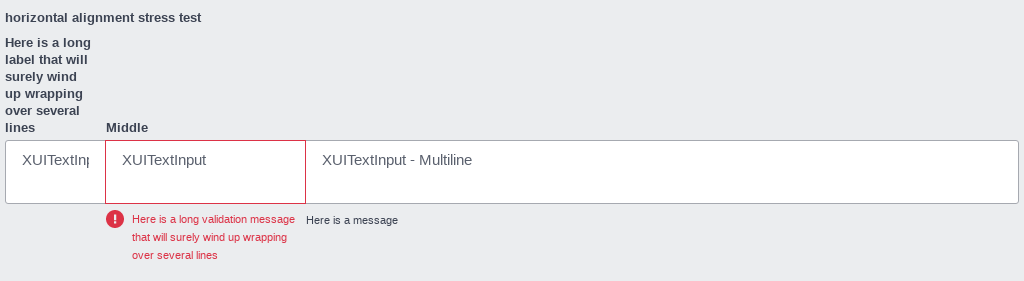 horizontal alignment stress test
Here is a long
label that will
surely wind
up wrapping
over several
lines
Middle
XUITextInp
XUITextInput
XUITextInput - Multiline
Here is a long validation message
that will surely wind up wrapping
over several lines
Here is a message